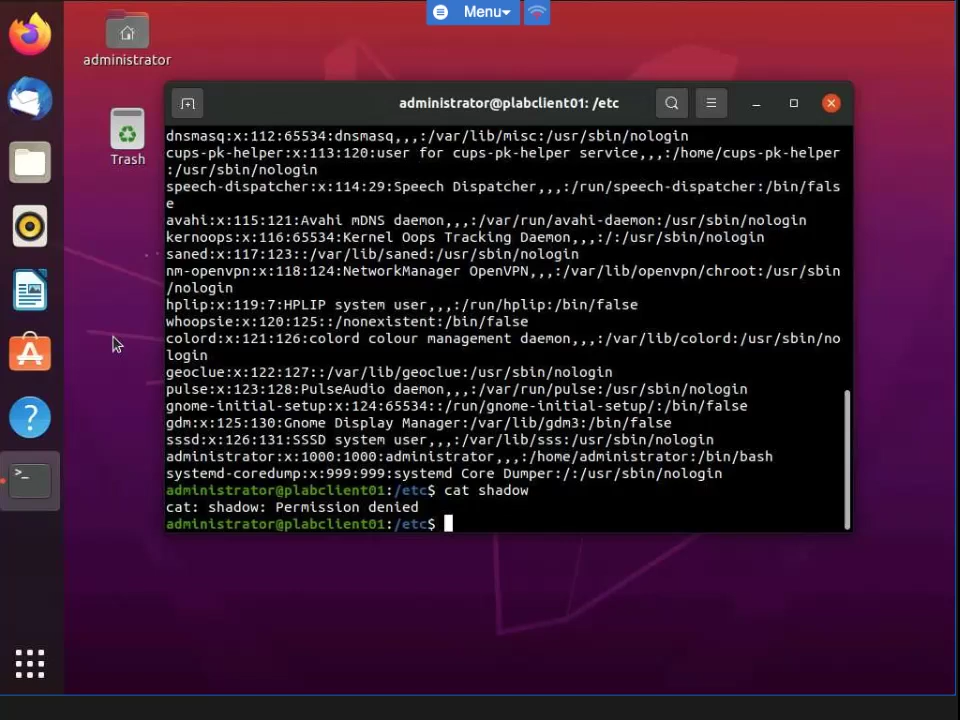 Menu
administrator
Trash
administrator@plabclient01: /etc
dnsmasq:x:112:65534:dnsmasq,,,:/var/lib/misc:/usr/sbin/nologin
cups-pk-helper:x:113:120:user for cups-pk-helper service,,,:/home/cups-pk-helper
:/usr/sbin/nologin
speech-dispatcher:x:114:29:Speech Dispatcher,,,:/run/speech-dispatcher:/bin/fals
e
avahi:x:115:121:Avahi mDNS daemon,,,:/var/run/avahi-daemon:/usr/sbin/nologin
kernoops:x:116:65534:Kernel Oops Tracking Daemon,,,:/:/usr/sbin/nologin
saned:x:117:123::/var/lib/saned:/usr/sbin/nologin
nm-openvpn:x:118:124:NetworkManager OpenVPN,,,:/var/lib/openvpn/chroot:/usr/sbin
/nologin
hplip:x:119:7:HPLIP system user,,,:/run/hplip:/bin/false
whoopsie:x:120:125::/nonexistent:/bin/false
colord:x:121:126:colord colour management daemon,,,:/var/lib/colord:/usr/sbin/no
login
geoclue:x:122:127::/var/lib/geoclue:/usr/sbin/nologin
pulse:x:123:128:PulseAudio daemon,,,:/var/run/pulse:/usr/sbin/nologin
gnome-initial-setup:x:124:65534::/run/gnome-initial-setup/:/bin/false
gdm:x:125:130:Gnome Display Manager:/var/lib/gdm3:/bin/false
sssd:x:126:131:SSSD system user,,,:/var/lib/sss:/usr/sbin/nologin
administrator:x:1000:1000:administrator,,,:/home/administrator:/bin/bash
systemd-coredump:x:999:999:systemd Core Dumper:/:/usr/sbin/nologin
administrator@plabclient01:/etc$ cat shadow
cat: shadow: Permission denied
administrator@plabclient01:/etc$